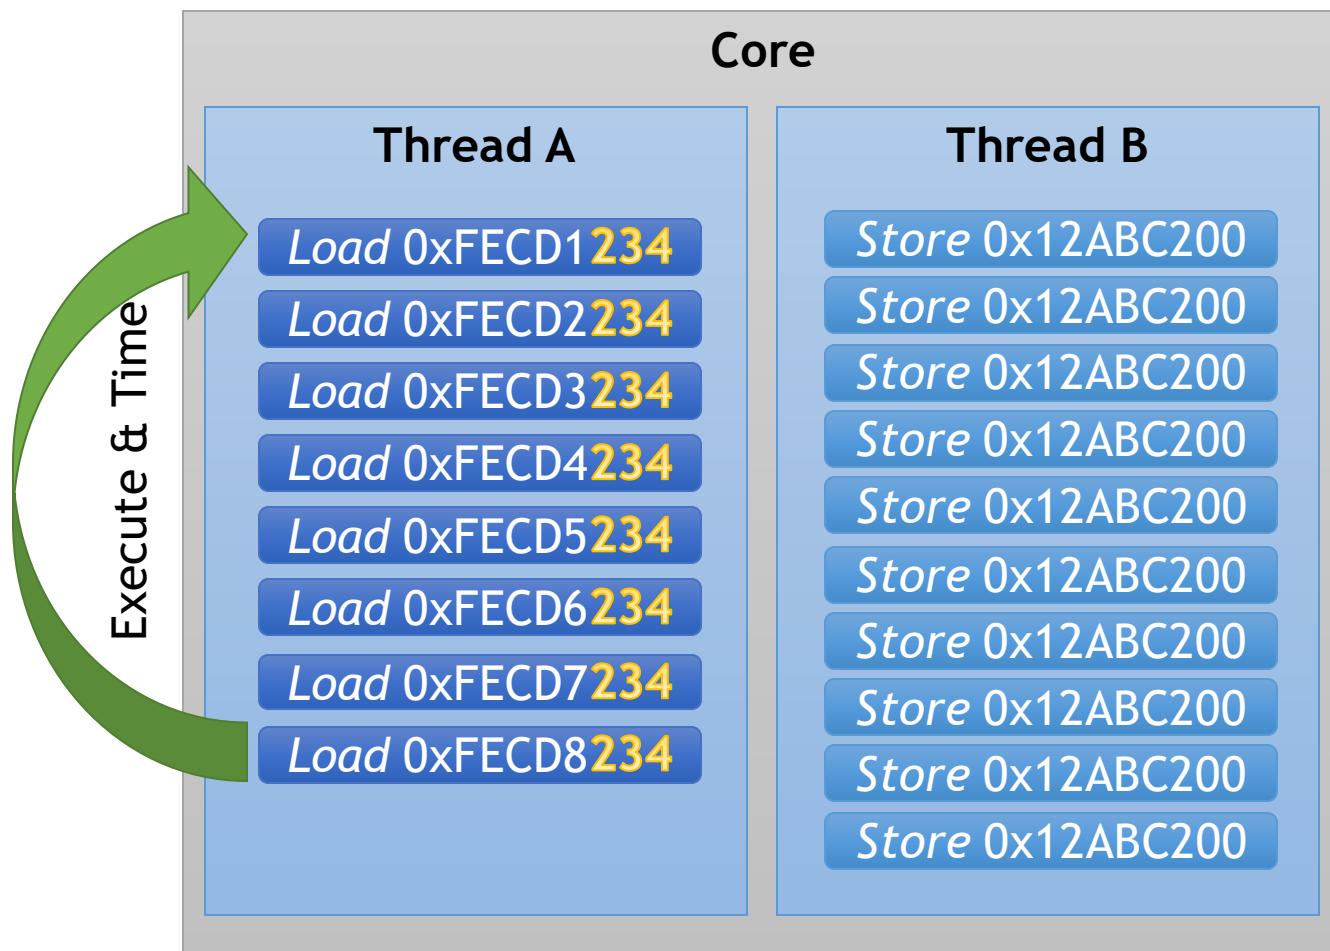 Core
Execute & Time
Thread A
Load 0xFECD1234
Load 0xFECD2234
Load 0xFECD3234
Load 0xFECD4234
Load 0xFECD5234
Load 0xFECD6234
Load 0xFECD7234
Load 0xFECD8234
Thread B
Store 0x12ABC200
Store 0x12ABC200
Store 0x12ABC200
Store 0x12ABC200
Store 0x12ABC200
Store 0x12ABC200
Store 0x12ABC200
Store 0x12ABC200
Store 0x12ABC200
Store 0x12ABC200